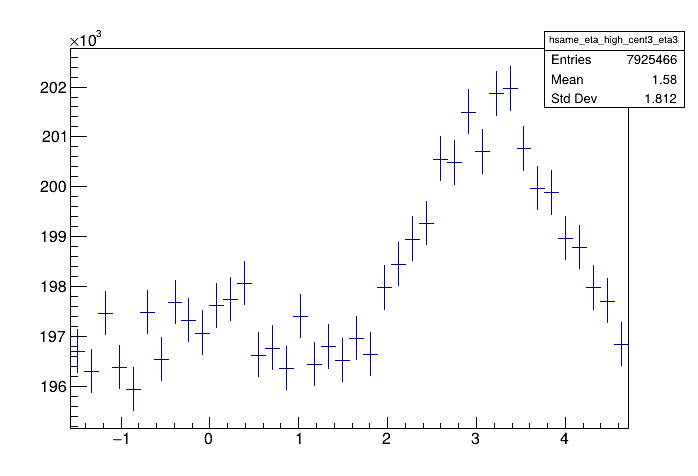 ×10³
hsame_eta_high_cent3_eta3
Entries 7925466
Mean 1.58
Std Dev 1.812
202
201
200
199
198
197
196
−1 0 1 2 3 4